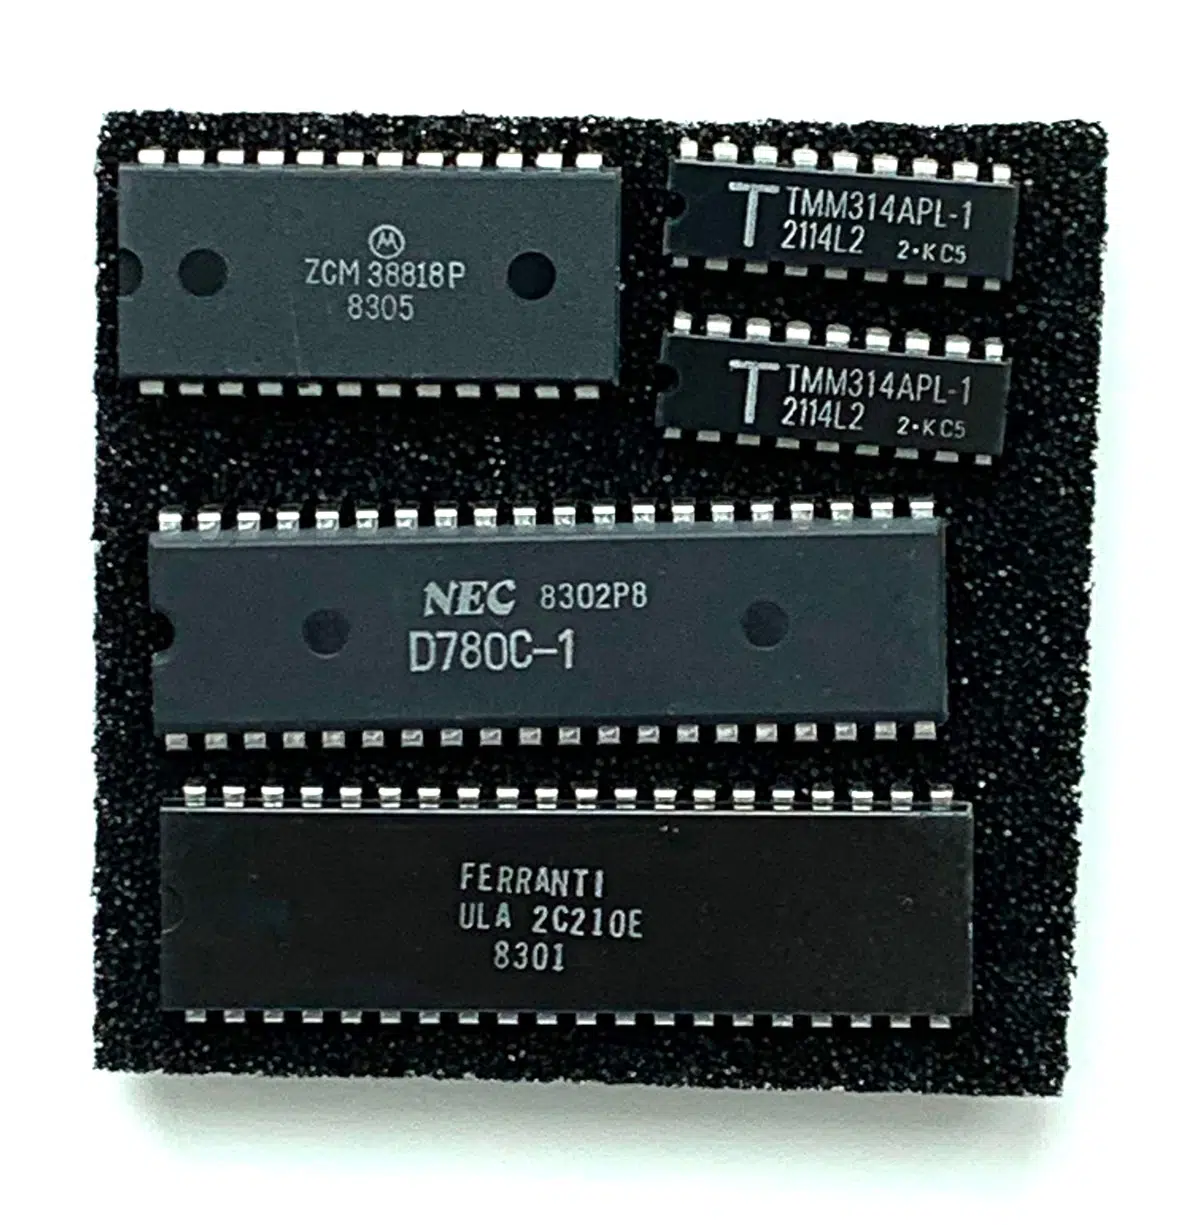 ZCM 38818P
8305
T TMM314APL-1
2114L2 2•KC5
T TMM314APL-1
2114L2 2•KC5
NEC 8302P8
D780C-1
FERRANTI
ULA 2C210E
8301